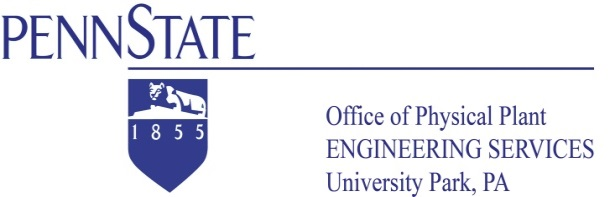 PENNSTATE
1855
Office of Physical Plant
ENGINEERING SERVICES
University Park, PA